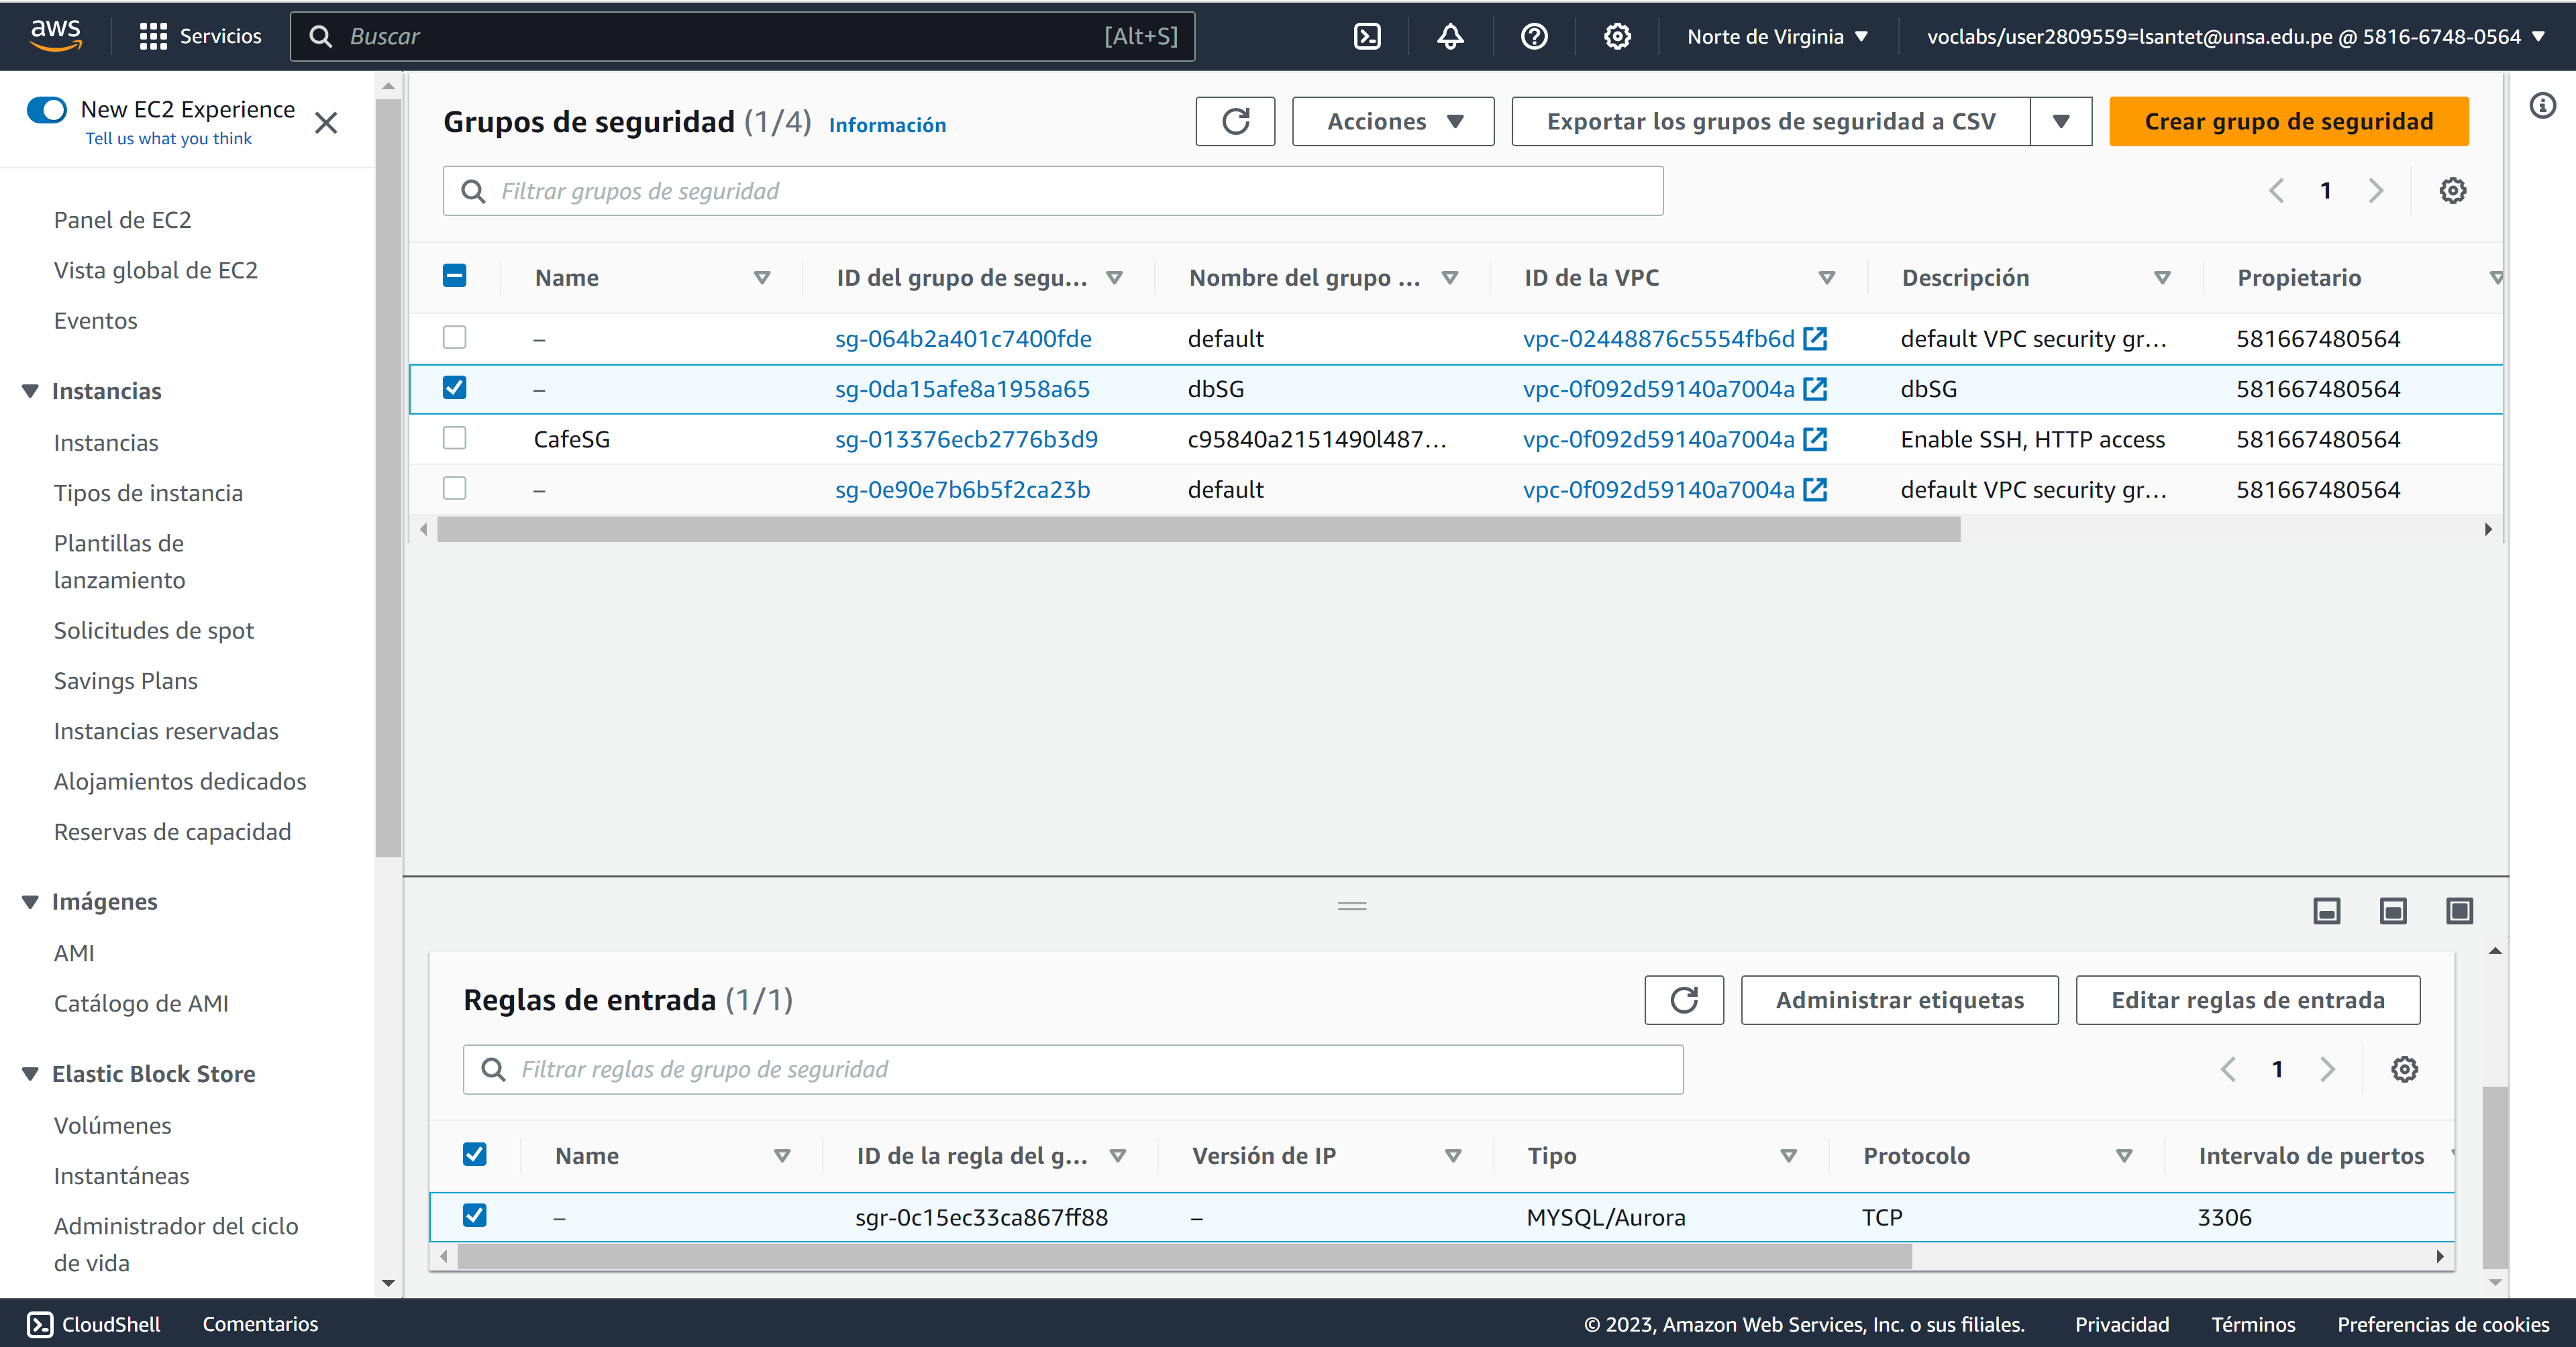 aws Servicios Buscar [Alt+S] Norte de Virginia voclabs/user2809559=lsantet@unsa.edu.pe @ 5816-6748-0564
New EC2 Experience
Tell us what you think
Panel de EC2
Vista global de EC2
Eventos
Instancias
Instancias
Tipos de instancia
Plantillas de
lanzamiento
Solicitudes de spot
Savings Plans
Instancias reservadas
Alojamientos dedicados
Reservas de capacidad
Imágenes
AMI
Catálogo de AMI
Elastic Block Store
Volúmenes
Instantáneas
Administrador del ciclo
de vida
Grupos de seguridad (1/4) Información Acciones Exportar los grupos de seguridad a CSV Crear grupo de seguridad
Filtrar grupos de seguridad 1
Name ID del grupo de segu... Nombre del grupo ... ID de la VPC Descripción Propietario
– sg-064b2a401c7400fde default vpc-02448876c5554fb6d default VPC security gr... 581667480564
– sg-0da15afe8a1958a65 dbSG vpc-0f092d59140a7004a dbSG 581667480564
CafeSG sg-013376ecb2776b3d9 c95840a2151490l487... vpc-0f092d59140a7004a Enable SSH, HTTP access 581667480564
– sg-0e90e7b6b5f2ca23b default vpc-0f092d59140a7004a default VPC security gr... 581667480564
Reglas de entrada (1/1) Administrar etiquetas Editar reglas de entrada
Filtrar reglas de grupo de seguridad 1
Name ID de la regla del g... Versión de IP Tipo Protocolo Intervalo de puertos
– sgr-0c15ec33ca867ff88 – MYSQL/Aurora TCP 3306
CloudShell Comentarios © 2023, Amazon Web Services, Inc. o sus filiales. Privacidad Términos Preferencias de cookies